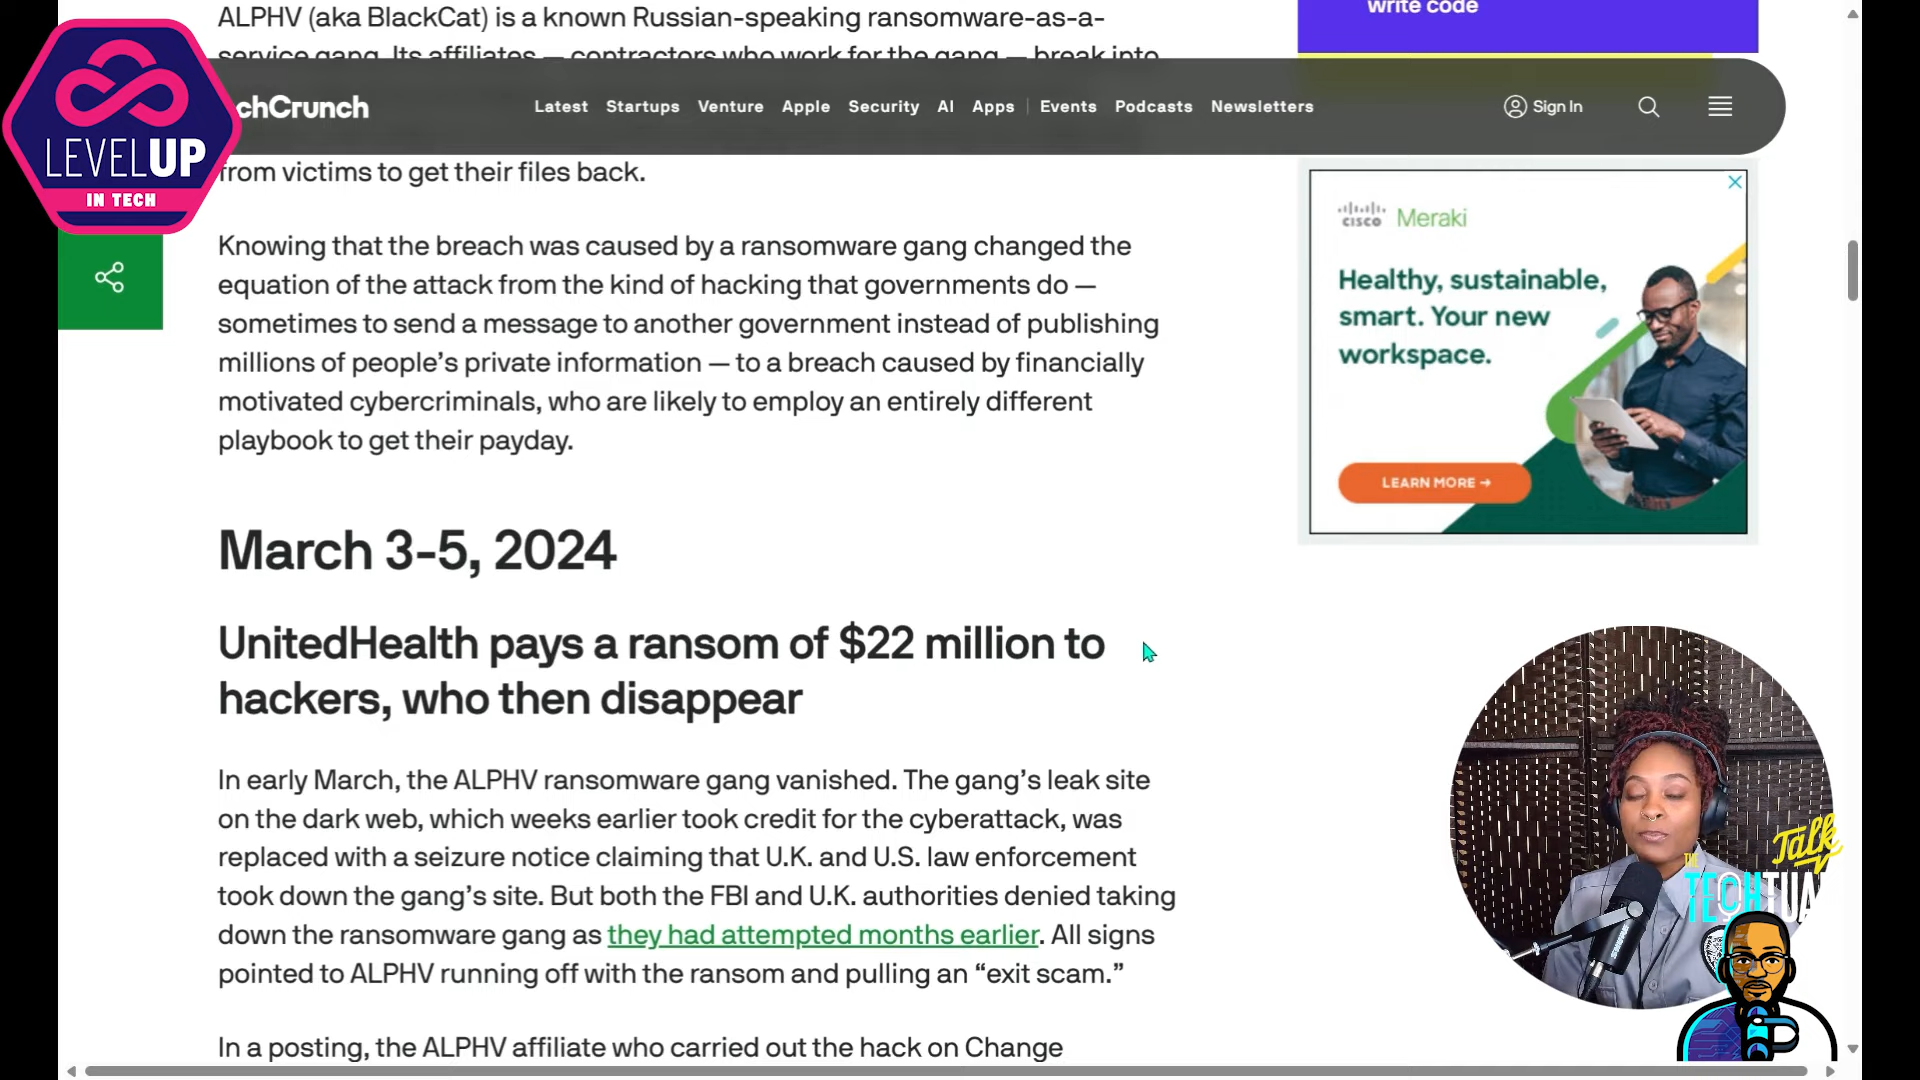 ALPHV (aka BlackCat) is a known Russian-speaking ransomware-as-a-
service gang. Its affiliates — contractors who work for the gang — break into
write code
chCrunch
Latest Startups Venture Apple Security AI Apps Events Podcasts Newsletters
Sign In
LEVELUP
IN TECH
from victims to get their files back.
Knowing that the breach was caused by a ransomware gang changed the
equation of the attack from the kind of hacking that governments do —
sometimes to send a message to another government instead of publishing
millions of people’s private information — to a breach caused by financially
motivated cybercriminals, who are likely to employ an entirely different
playbook to get their payday.
CISCO Meraki
Healthy, sustainable,
smart. Your new
workspace.
LEARN MORE →
March 3-5, 2024
UnitedHealth pays a ransom of $22 million to
hackers, who then disappear
In early March, the ALPHV ransomware gang vanished. The gang’s leak site
on the dark web, which weeks earlier took credit for the cyberattack, was
replaced with a seizure notice claiming that U.K. and U.S. law enforcement
took down the gang’s site. But both the FBI and U.K. authorities denied taking
down the ransomware gang as they had attempted months earlier. All signs
pointed to ALPHV running off with the ransom and pulling an “exit scam.”
In a posting, the ALPHV affiliate who carried out the hack on Change
THE
TECHTUA
Talk